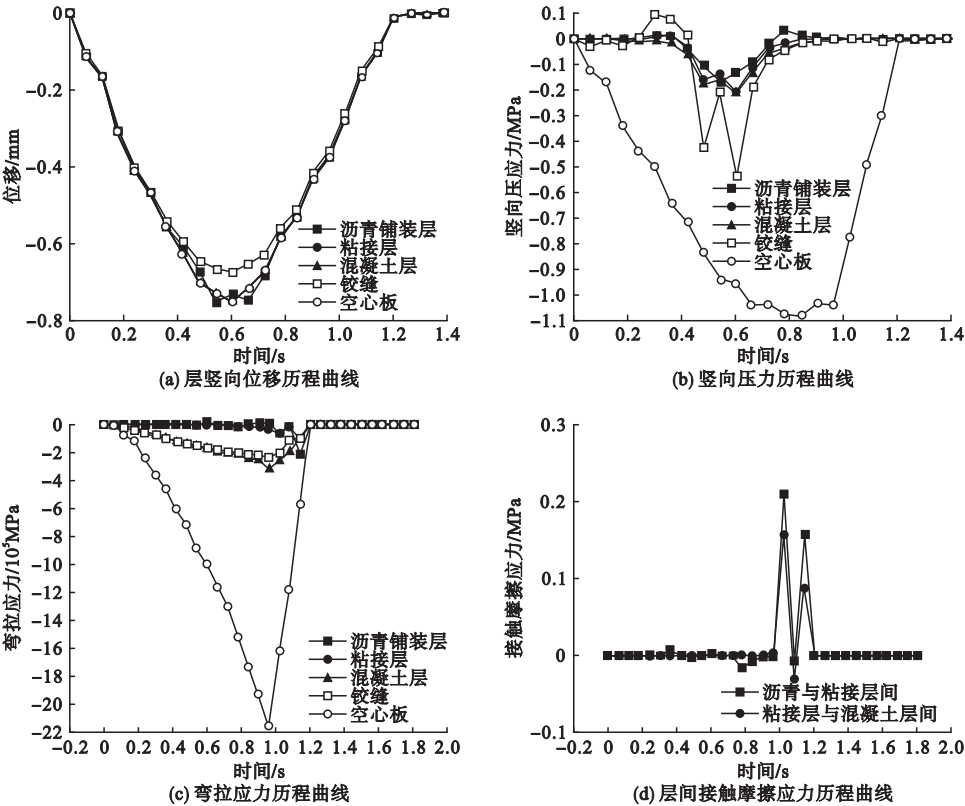 0
−0.2
−0.4
−0.6
−0.8
位移/mm
沥青铺装层
粘接层
混凝土层
铰缝
空心板
0 0.2 0.4 0.6 0.8 1.0 1.2 1.4
时间/s
(a) 层竖向位移历程曲线
0.1
0
−0.1
−0.2
−0.3
−0.4
−0.5
−0.6
−0.7
−0.8
−0.9
−1.0
−1.1
竖向压应力/MPa
沥青铺装层
粘接层
混凝土层
铰缝
空心板
0 0.2 0.4 0.6 0.8 1.0 1.2 1.4
时间/s
(b) 竖向压力历程曲线
0
−2
−4
−6
−8
−10
−12
−14
−16
−18
−20
−22
弯拉应力/10⁵MPa
沥青铺装层
粘接层
混凝土层
铰缝
空心板
−0.2 0 0.2 0.4 0.6 0.8 1.0 1.2 1.4 1.6 1.8 2.0
时间/s
(c) 弯拉应力历程曲线
0.3
0.2
0.1
0
−0.1
接触摩擦应力/MPa
沥青与粘接层间
粘接层与混凝土层间
−0.2 0 0.2 0.4 0.6 0.8 1.0 1.2 1.4 1.6 1.8 2.0
时间/s
(d) 层间接触摩擦应力历程曲线